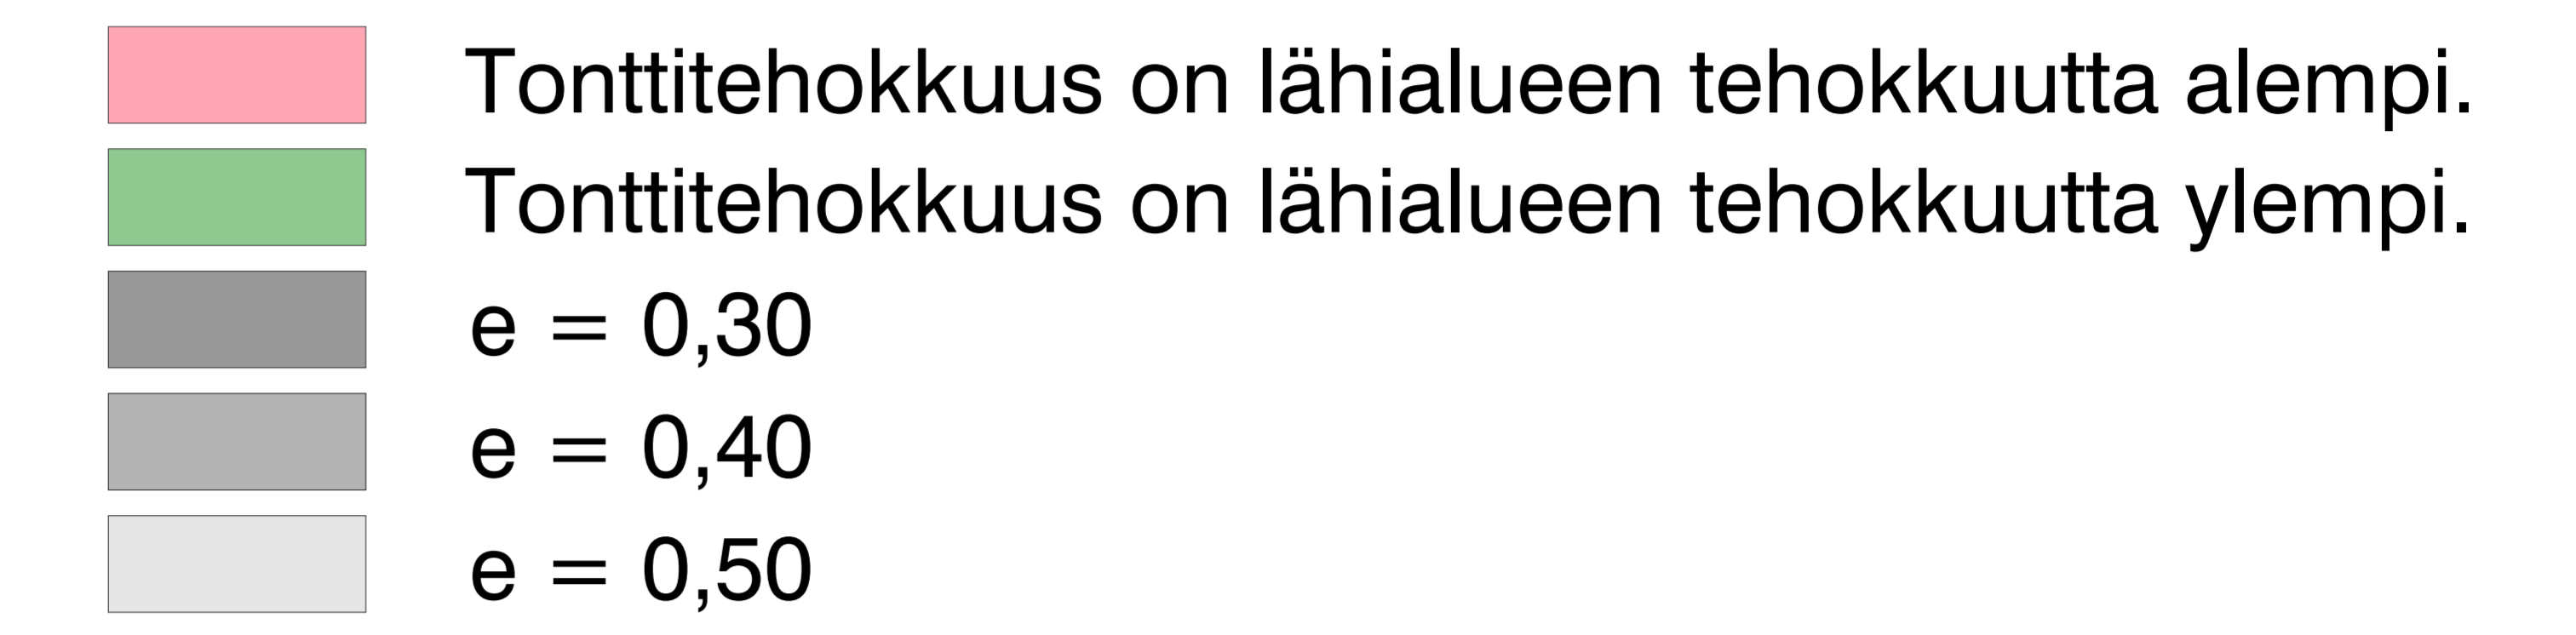 Tonttitehokkuus on lähialueen tehokkuutta alempi.
Tonttitehokkuus on lähialueen tehokkuutta ylempi.
e = 0,30
e = 0,40
e = 0,50